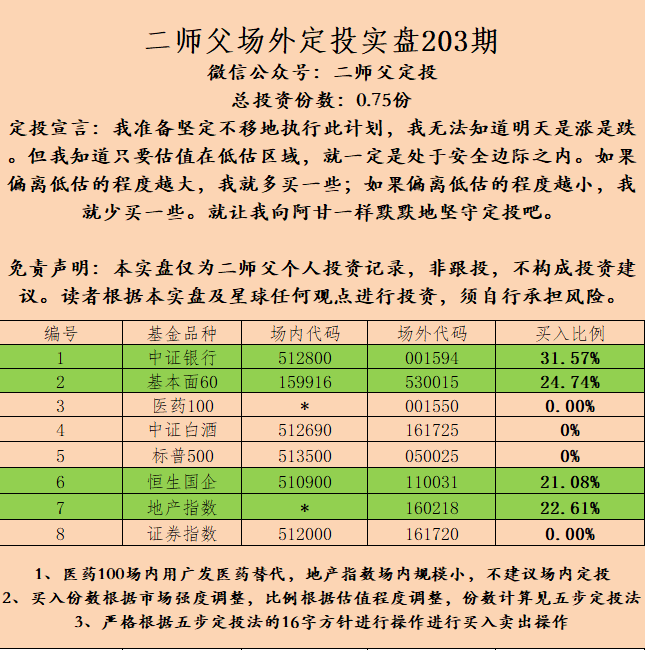 二师父场外定投实盘203期
微信公众号：二师父定投
总投资份数：0.75份
定投宣言：我准备坚定不移地执行此计划，我无法知道明天是涨是跌
。但我知道只要估值在低估区域，就一定是处于安全边际之内。如果
偏离低估的程度越大，我就多买一些；如果偏离低估的程度越小，我
就少买一些。就让我向阿甘一样默默地坚守定投吧。
免责声明：本实盘仅为二师父个人投资记录，非跟投，不构成投资建
议。读者根据本实盘及星球任何观点进行投资，须自行承担风险。
编号 基金品种 场内代码 场外代码 买入比例
1 中证银行 512800 001594 31.57%
2 基本面60 159916 530015 24.74%
3 医药100 * 001550 0.00%
4 中证白酒 512690 161725 0%
5 标普500 513500 050025 0%
6 恒生国企 510900 110031 21.08%
7 地产指数 * 160218 22.61%
8 证券指数 512000 161720 0.00%
1、医药100场内用广发医药替代，地产指数场内规模小，不建议场内定投
2、买入份数根据市场强度调整，比例根据估值程度调整，份数计算见五步定投法
3、严格根据五步定投法的16字方针进行操作进行买入卖出操作